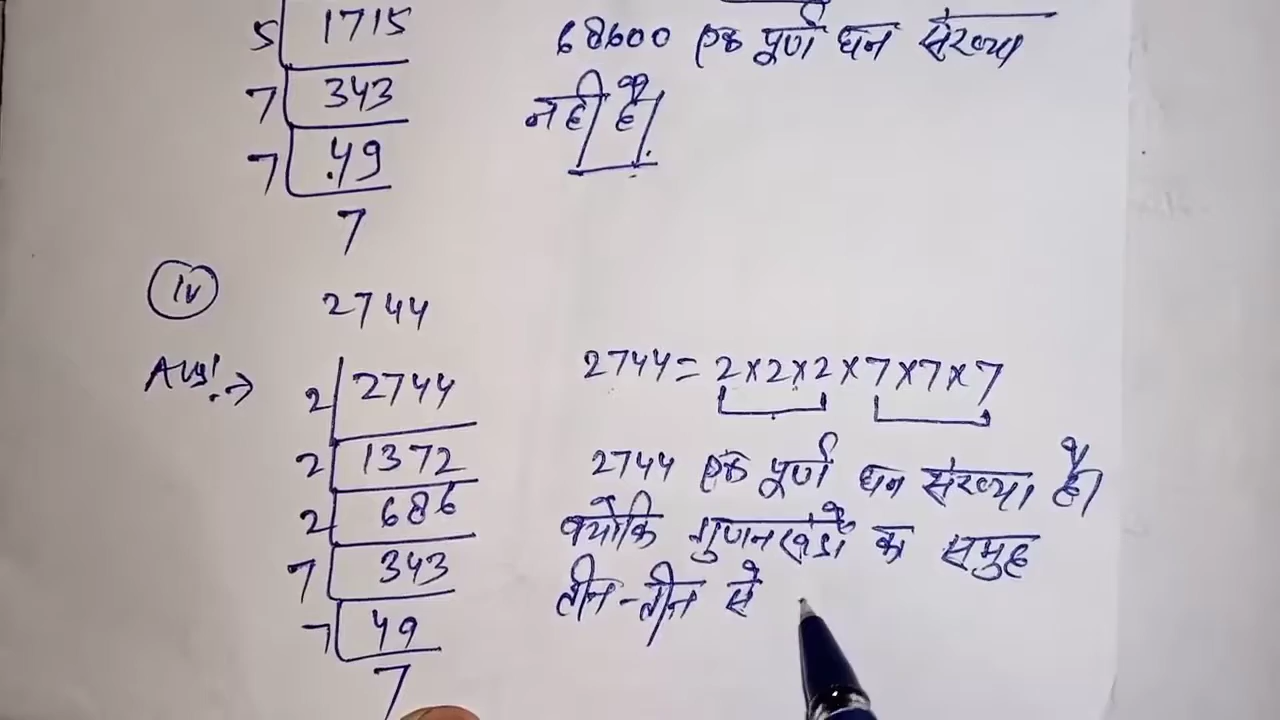 5 | 1715
7 | 343
7 | 49
7
68600 एक पूर्ण घन संख्या
नहीं है।
iv 2744
Ans! →
2 | 2744
2 | 1372
2 | 686
7 | 343
7 | 49
7
2744 = 2×2×2×7×7×7
2744 एक पूर्ण घन संख्या है।
क्योंकि गुणनखंडों का समुह
तीन-तीन से